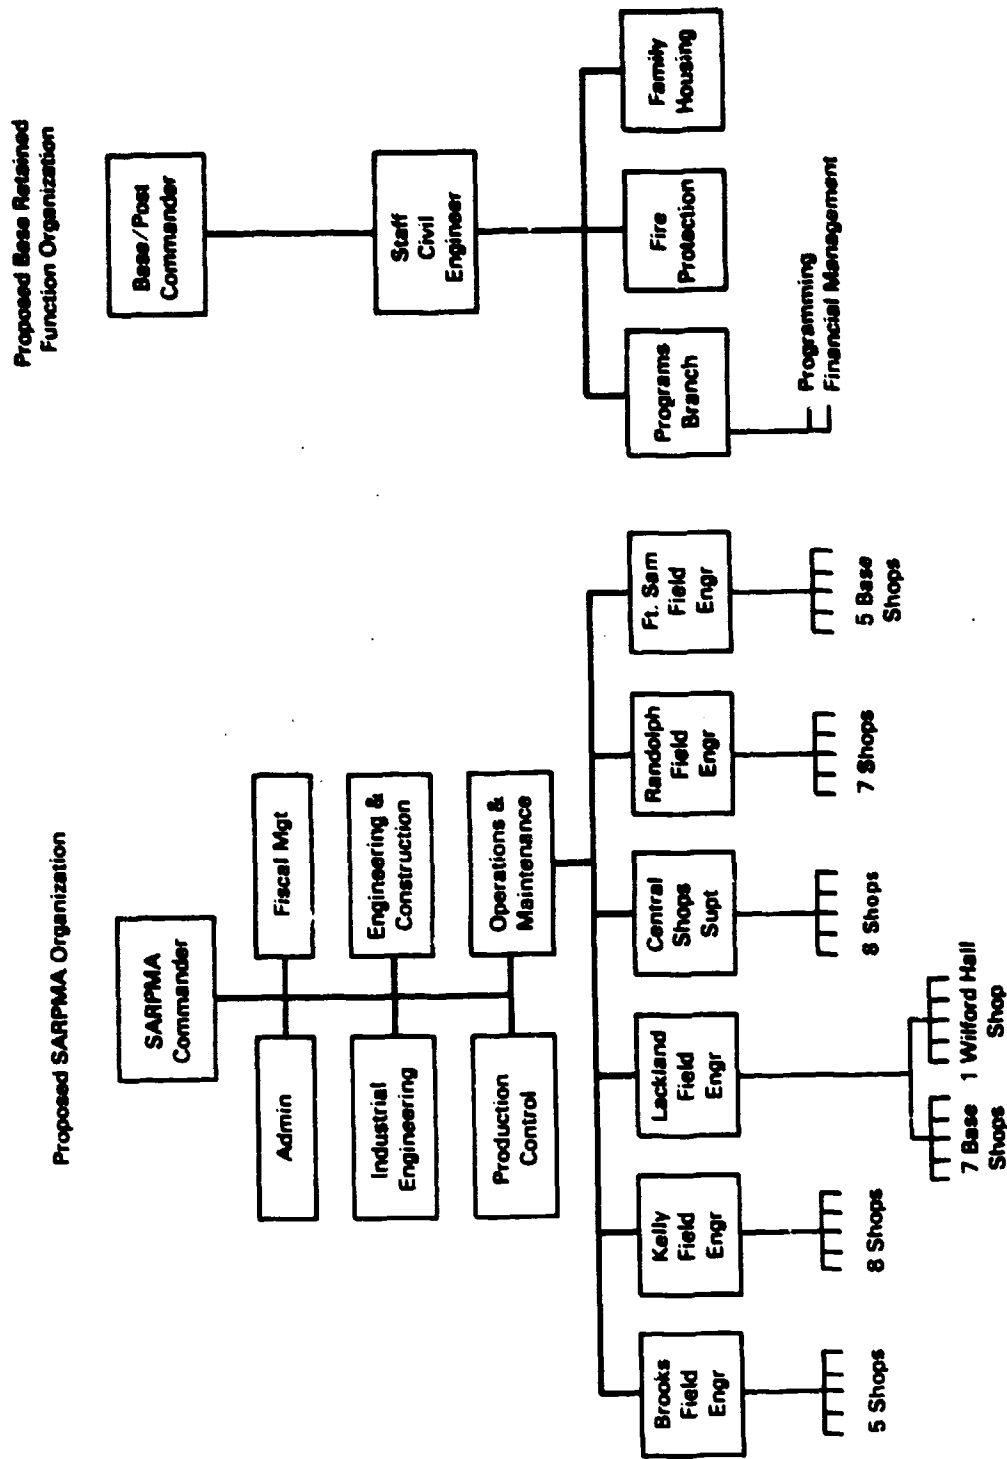 Proposed SARPMA Organization
SARPMA
Commander
Admin
Fiscal Mgt
Industrial
Engineering
Engineering &
Construction
Production
Control
Operations &
Maintenance
Brooks
Field
Engr
Kelly
Field
Engr
Lackland
Field
Engr
Central
Shops
Supt
Randolph
Field
Engr
Ft. Sam
Field
Engr
5 Shops
8 Shops
7 Base
Shops
1 Wilford Hall
Shop
8 Shops
7 Shops
5 Base
Shops
Proposed Base Retained
Function Organization
Base/Post
Commander
Staff
Civil
Engineer
Programs
Branch
Fire
Protection
Family
Housing
Programming
Financial Management